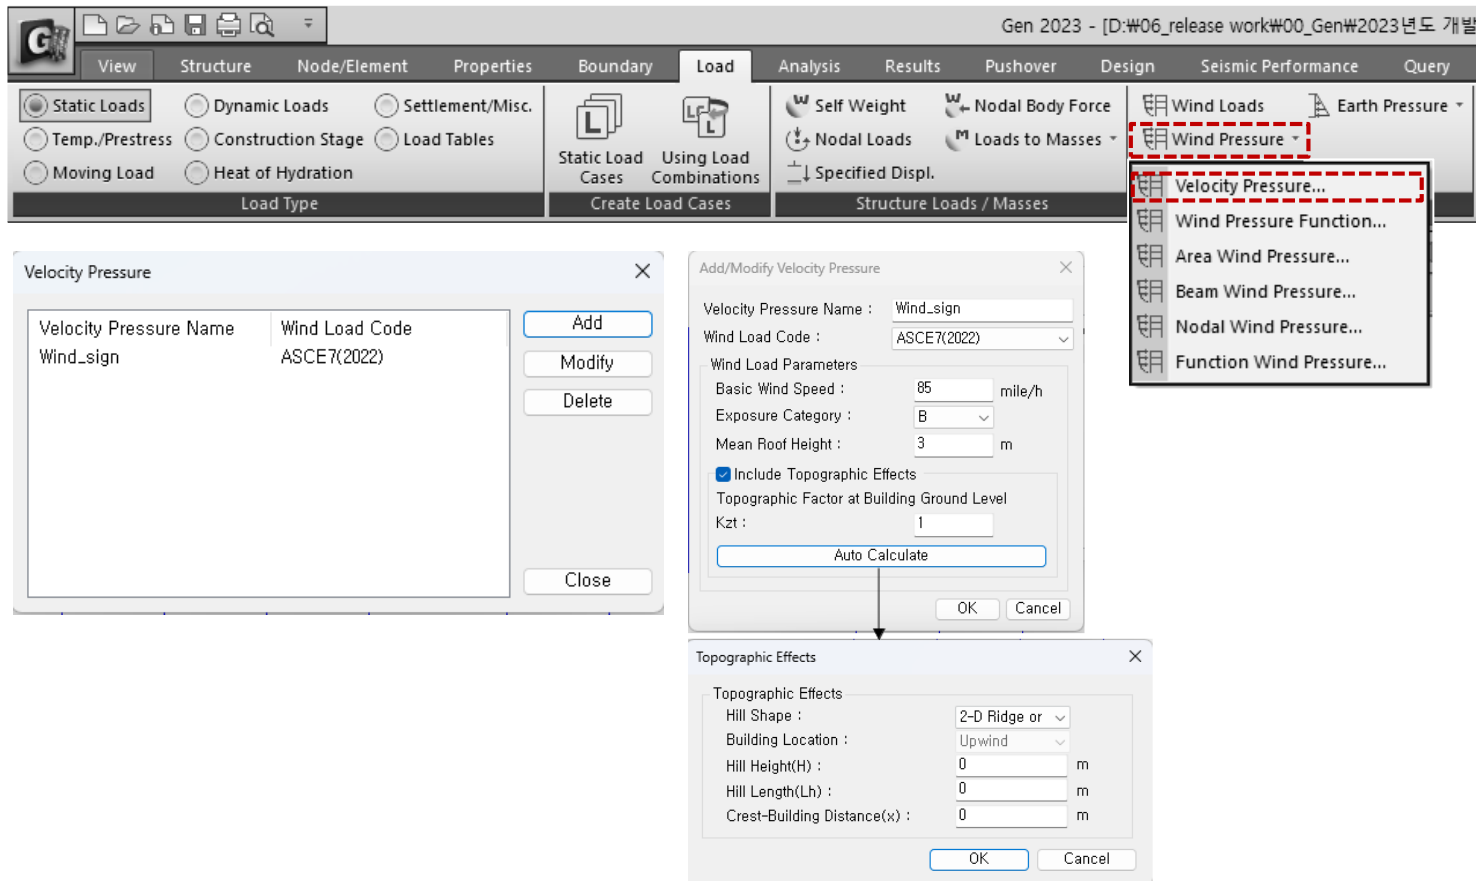 Gen 2023 - [D:₩06_release work₩00_Gen₩2023년도 개발
G
View Structure Node/Element Properties Boundary Load Analysis Results Pushover Design Seismic Performance Query
Static Loads Dynamic Loads Settlement/Misc.
Temp./Prestress Construction Stage Load Tables
Moving Load Heat of Hydration
Load Type
Static Load Cases
Using Load Combinations
Create Load Cases
Self Weight Nodal Body Force
Nodal Loads Loads to Masses
Specified Displ.
Structure Loads / Masses
Wind Loads Earth Pressure
Wind Pressure
Velocity Pressure...
Wind Pressure Function...
Area Wind Pressure...
Beam Wind Pressure...
Nodal Wind Pressure...
Function Wind Pressure...
Velocity Pressure
Velocity Pressure Name Wind Load Code
Wind_sign ASCE7(2022)
Add
Modify
Delete
Close
Add/Modify Velocity Pressure
Velocity Pressure Name : Wind_sign
Wind Load Code : ASCE7(2022)
Wind Load Parameters
Basic Wind Speed : 85 mile/h
Exposure Category : B
Mean Roof Height : 3 m
Include Topographic Effects
Topographic Factor at Building Ground Level
Kzt : 1
Auto Calculate
OK Cancel
Topographic Effects
Topographic Effects
Hill Shape : 2-D Ridge or
Building Location : Upwind
Hill Height(H) : 0 m
Hill Length(Lh) : 0 m
Crest-Building Distance(x) : 0 m
OK Cancel